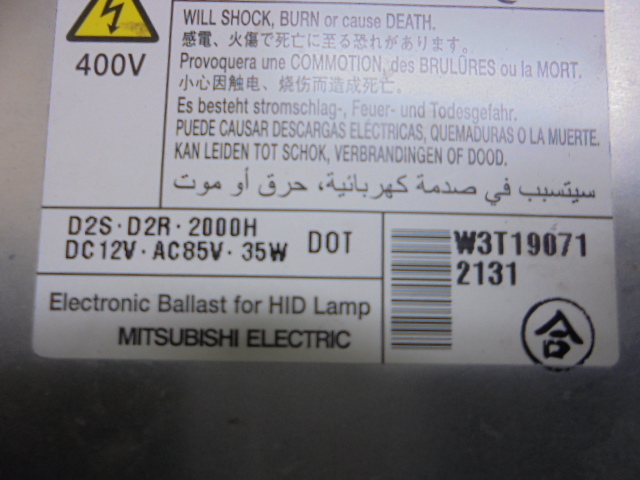 WILL SHOCK, BURN or cause DEATH.
感電、火傷で死亡に至る恐れがあります。
Provoquera une COMMOTION, des BRULÛRES ou la MORT.
小心因触电、烧伤而造成死亡。
Es besteht stromschlag-, Feuer- und Todesgefahr.
PUEDE CAUSAR DESCARGAS ELÉCTRICAS, QUEMADURAS O LA MUERTE.
KAN LEIDEN TOT SCHOK, VERBRANDINGEN OF DOOD.
سيتسبب في صدمة كهربائية، حرق أو موت
400V
D2S·D2R·2000H
DC12V·AC85V·35W
DOT
Electronic Ballast for HID Lamp
MITSUBISHI ELECTRIC
W3T19071
2131
合